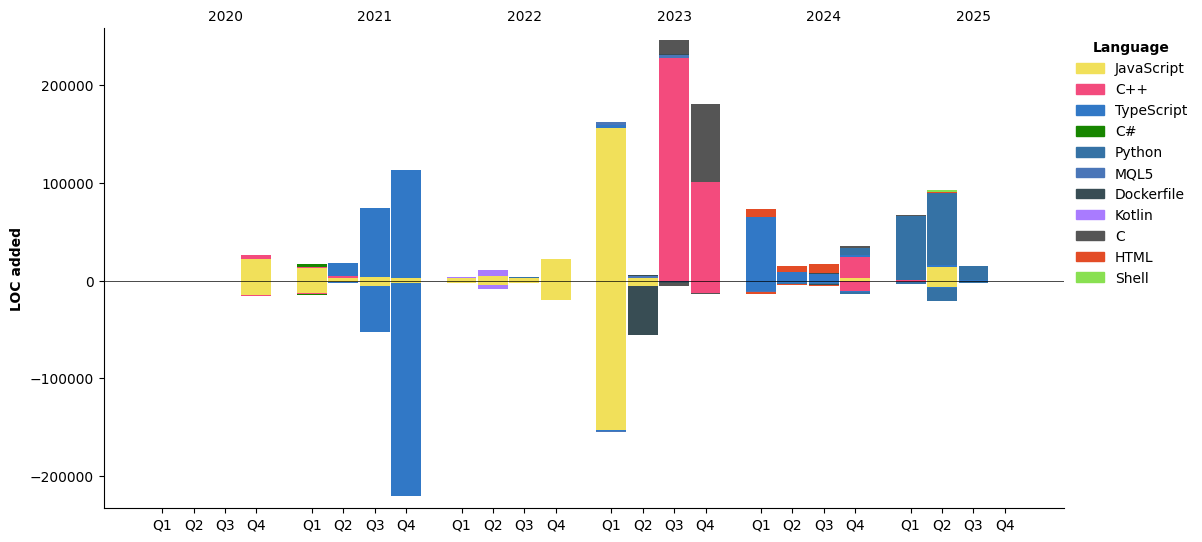 2020 2021 2022 2023 2024 2025
LOC added
200000
100000
0
−100000
−200000
Q1 Q2 Q3 Q4 Q1 Q2 Q3 Q4 Q1 Q2 Q3 Q4 Q1 Q2 Q3 Q4 Q1 Q2 Q3 Q4 Q1 Q2 Q3 Q4
Language
JavaScript
C++
TypeScript
C#
Python
MQL5
Dockerfile
Kotlin
C
HTML
Shell